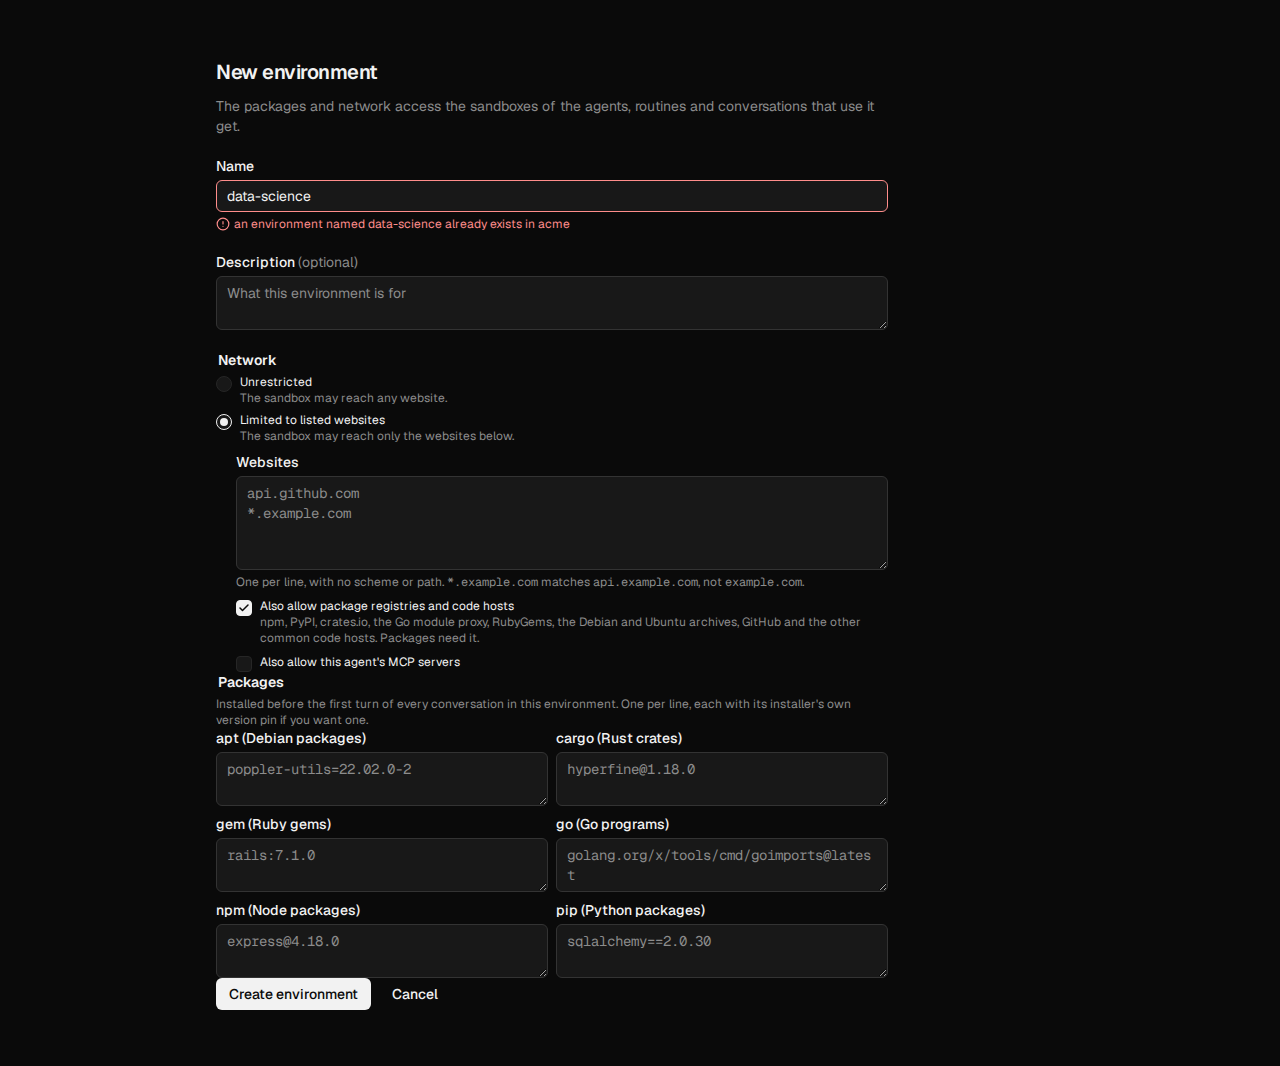 New environment
The packages and network access the sandboxes of the agents, routines and conversations that use it
get.
Name
data-science
an environment named data-science already exists in acme
Description (optional)
What this environment is for
Network
Unrestricted
The sandbox may reach any website.
Limited to listed websites
The sandbox may reach only the websites below.
Websites
api.github.com
*.example.com
One per line, with no scheme or path. *.example.com matches api.example.com, not example.com.
Also allow package registries and code hosts
npm, PyPI, crates.io, the Go module proxy, RubyGems, the Debian and Ubuntu archives, GitHub and the other
common code hosts. Packages need it.
Also allow this agent's MCP servers
Packages
Installed before the first turn of every conversation in this environment. One per line, each with its installer's own
version pin if you want one.
apt (Debian packages)
poppler-utils=22.02.0-2
cargo (Rust crates)
hyperfine@1.18.0
gem (Ruby gems)
rails:7.1.0
go (Go programs)
golang.org/x/tools/cmd/goimports@lates
t
npm (Node packages)
express@4.18.0
pip (Python packages)
sqlalchemy==2.0.30
Create environment
Cancel